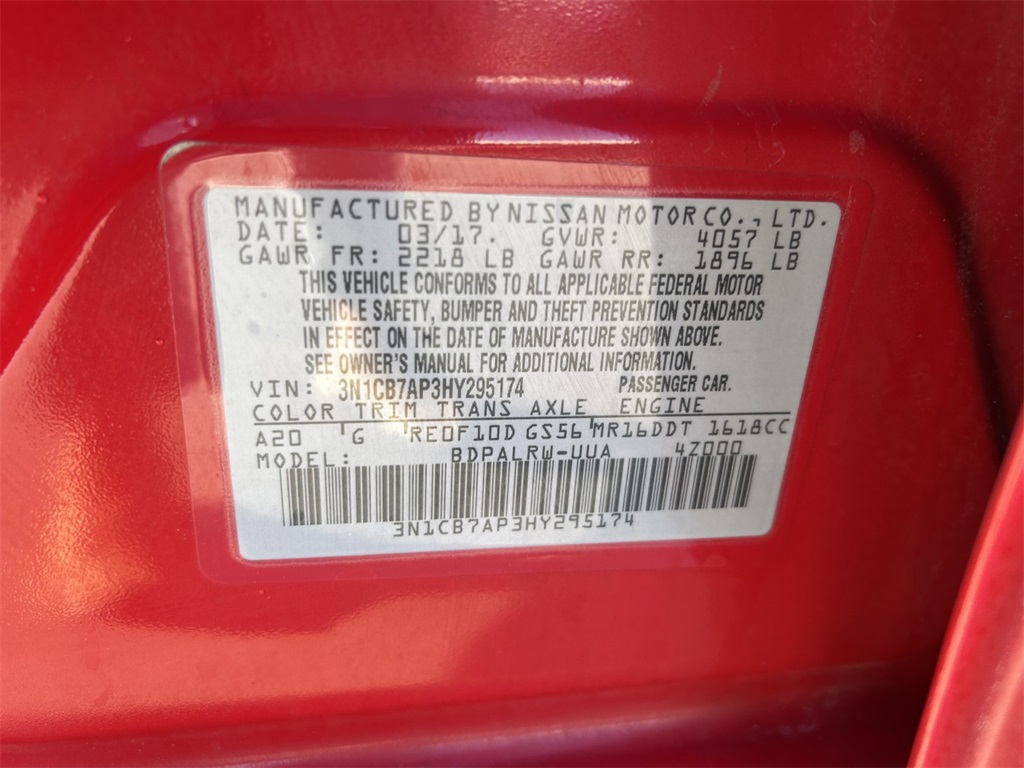 MANUFACTURED BY NISSAN MOTOR CO., LTD.
DATE: 03/17. GVWR: 4057 LB
GAWR FR: 2218 LB GAWR RR: 1896 LB
THIS VEHICLE CONFORMS TO ALL APPLICABLE FEDERAL MOTOR
VEHICLE SAFETY, BUMPER AND THEFT PREVENTION STANDARDS
IN EFFECT ON THE DATE OF MANUFACTURE SHOWN ABOVE.
SEE OWNER'S MANUAL FOR ADDITIONAL INFORMATION.
VIN: 3N1CB7AP3HY295174 PASSENGER CAR.
COLOR TRIM TRANS AXLE ENGINE
A20 G RE0F10D GS56 MR16DDT 1618CC
MODEL: BDPALRW-UUA 4Z000
3N1CB7AP3HY295174